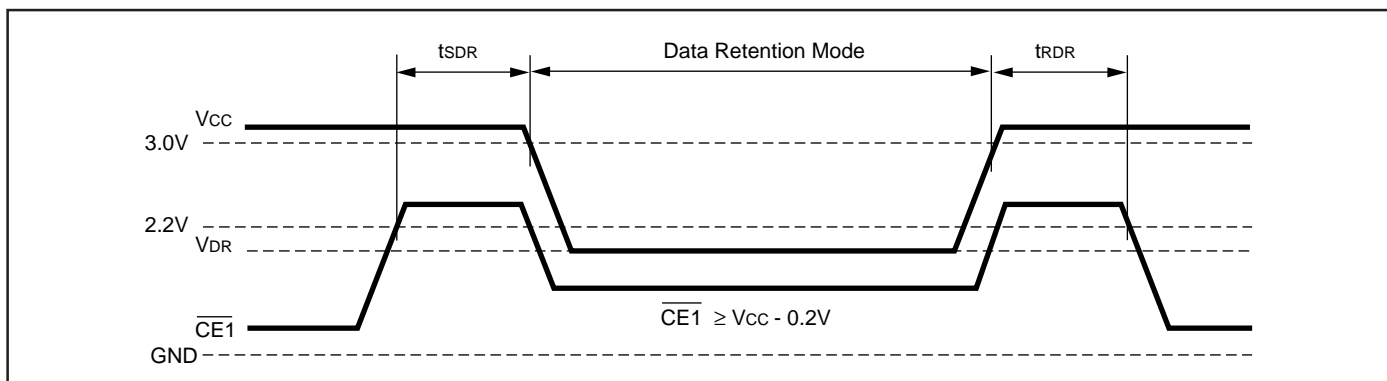 tSDR Data Retention Mode tRDR
VCC
3.0V
2.2V
VDR
CE1 ≥ VCC - 0.2V
CE1
GND